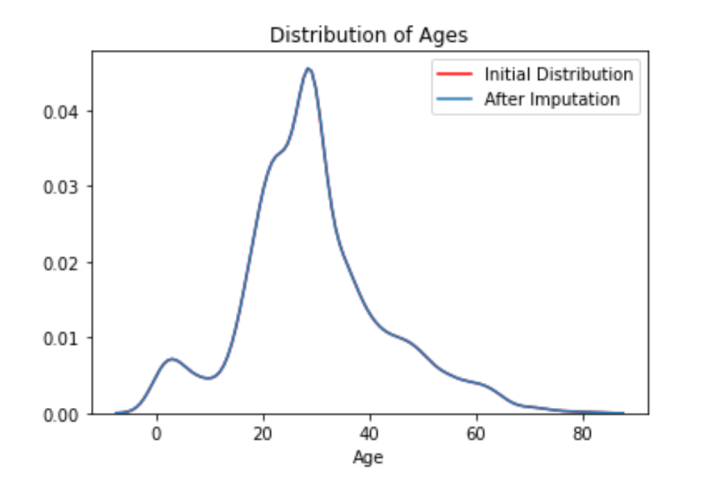 Distribution of Ages
Initial Distribution
After Imputation
0.04
0.03
0.02
0.01
0.00
0 20 40 60 80
Age